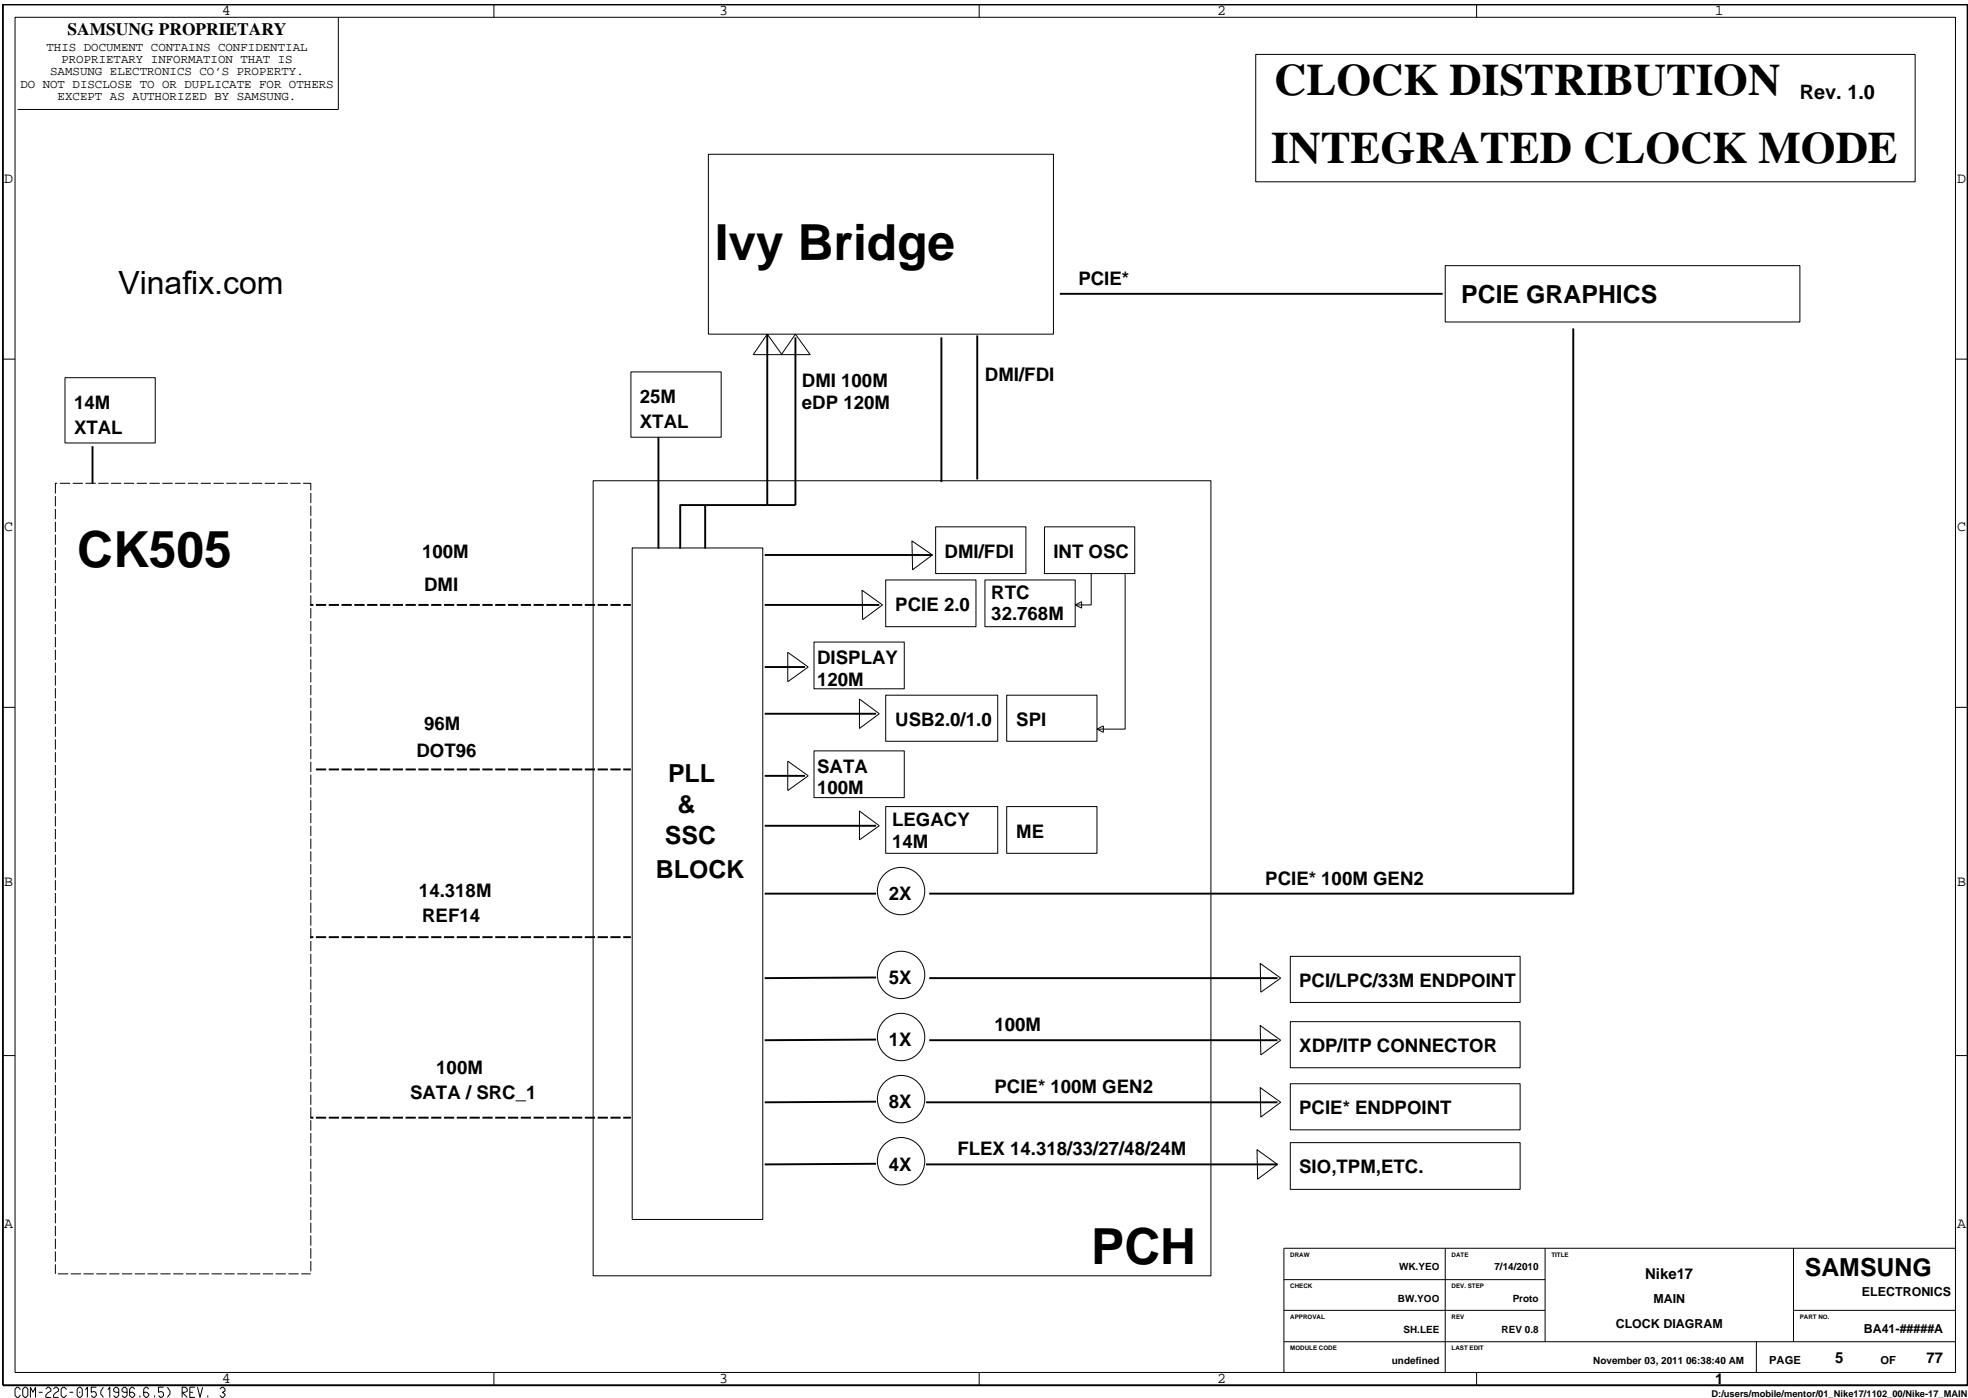 4 3 2 1
SAMSUNG PROPRIETARY
THIS DOCUMENT CONTAINS CONFIDENTIAL
PROPRIETARY INFORMATION THAT IS
SAMSUNG ELECTRONICS CO'S PROPERTY.
DO NOT DISCLOSE TO OR DUPLICATE FOR OTHERS
EXCEPT AS AUTHORIZED BY SAMSUNG.
CLOCK DISTRIBUTION Rev. 1.0
INTEGRATED CLOCK MODE
D D
Ivy Bridge
Vinafix.com
PCIE*
PCIE GRAPHICS
14M
XTAL
25M
XTAL
DMI 100M
eDP 120M
DMI/FDI
C C
CK505
100M
DMI
96M
DOT96
14.318M
REF14
100M
SATA / SRC_1
PLL
&
SSC
BLOCK
DMI/FDI
INT OSC
PCIE 2.0
RTC
32.768M
DISPLAY
120M
USB2.0/1.0
SPI
SATA
100M
LEGACY
14M
ME
B B
2X
PCIE* 100M GEN2
5X
PCI/LPC/33M ENDPOINT
1X
100M
XDP/ITP CONNECTOR
8X
PCIE* 100M GEN2
PCIE* ENDPOINT
4X
FLEX 14.318/33/27/48/24M
SIO,TPM,ETC.
A A
PCH
DRAW WK.YEO
DATE 7/14/2010
TITLE
Nike17
MAIN
CLOCK DIAGRAM
SAMSUNG
ELECTRONICS
CHECK BW.YOO
DEV. STEP Proto
APPROVAL SH.LEE
REV REV 0.8
PART NO. BA41-#####A
MODULE CODE undefined
LAST EDIT November 03, 2011 06:38:40 AM
PAGE 5 OF 77
4 3 2 1
COM-22C-015(1996.6.5) REV. 3
D:/users/mobile/mentor/01_Nike17/1102_00/Nike-17_MAIN